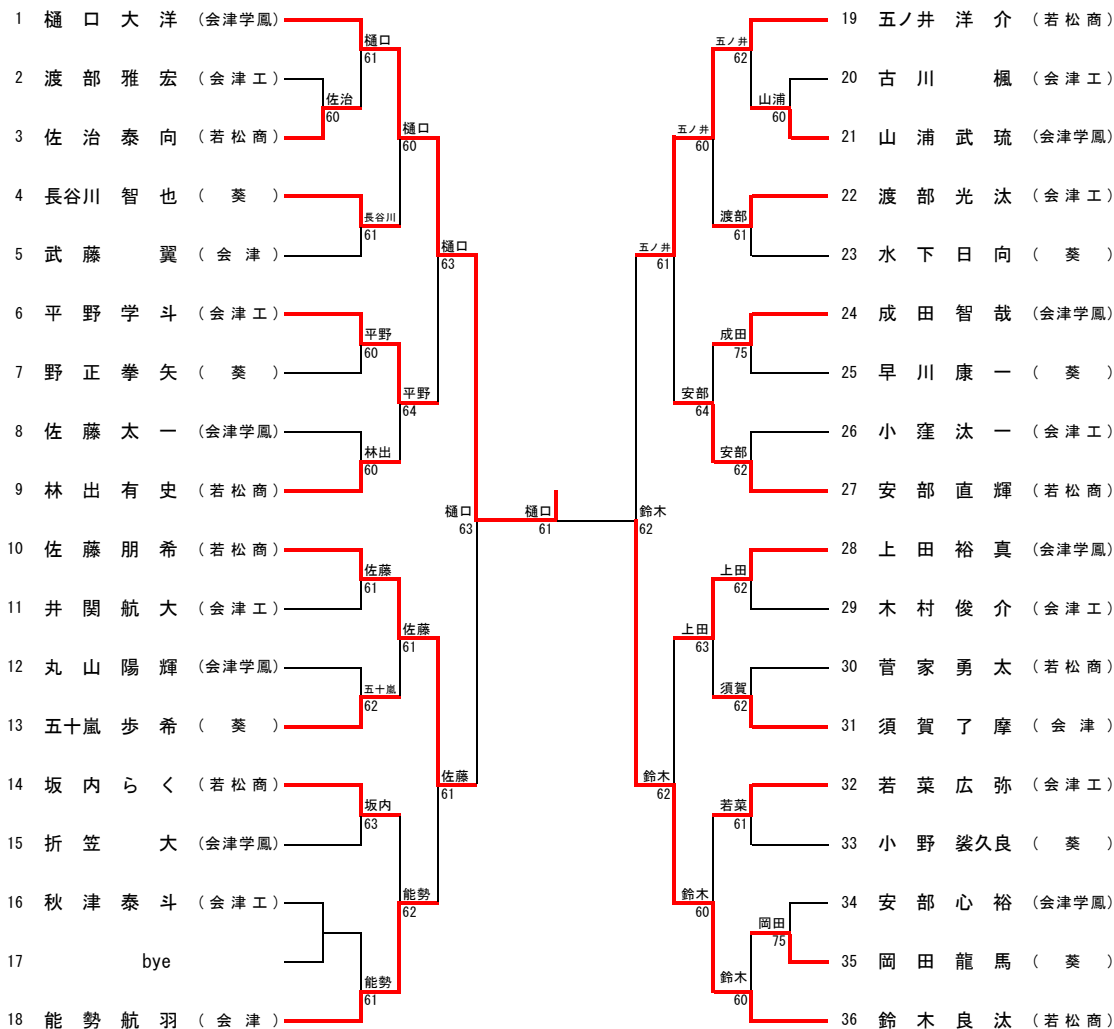 1 樋口大洋 (会津学鳳)
2 渡部雅宏 (会津工)
3 佐治泰向 (若松商)
4 長谷川智也 (葵)
5 武藤翼 (会津)
6 平野学斗 (会津工)
7 野正拳矢 (葵)
8 佐藤太一 (会津学鳳)
9 林出有史 (若松商)
10 佐藤朋希 (若松商)
11 井関航大 (会津工)
12 丸山陽輝 (会津学鳳)
13 五十嵐歩希 (葵)
14 坂内らく (若松商)
15 折笠大 (会津学鳳)
16 秋津泰斗 (会津工)
17 bye
18 能勢航羽 (会津)
佐治
60
樋口
61
長谷川
61
平野
60
林出
60
佐藤
61
五十嵐
62
坂内
63
能勢
61
樋口
60
平野
64
佐藤
61
能勢
62
樋口
63
佐藤
61
樋口
63
樋口
61
鈴木
62
五ノ井
61
鈴木
62
五ノ井
60
安部
64
上田
63
鈴木
60
五ノ井
62
渡部
61
成田
75
安部
62
上田
62
須賀
62
若菜
61
鈴木
60
山浦
60
岡田
75
19 五ノ井洋介 (若松商)
20 古川楓 (会津工)
21 山浦武琉 (会津学鳳)
22 渡部光汰 (会津工)
23 水下日向 (葵)
24 成田智哉 (会津学鳳)
25 早川康一 (葵)
26 小窪汰一 (会津工)
27 安部直輝 (若松商)
28 上田裕真 (会津学鳳)
29 木村俊介 (会津工)
30 菅家勇太 (若松商)
31 須賀了摩 (会津)
32 若菜広弥 (会津工)
33 小野袋久良 (葵)
34 安部心裕 (会津学鳳)
35 岡田龍馬 (葵)
36 鈴木良汰 (若松商)